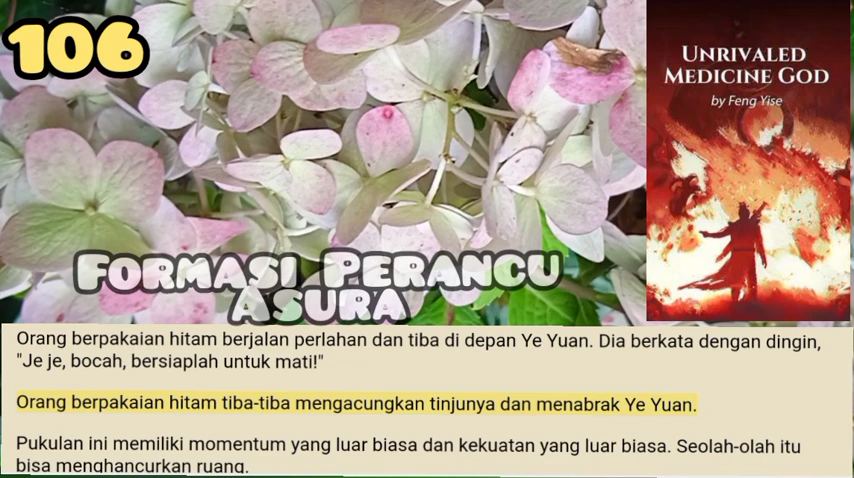 106
UNRIVALED
MEDICINE GOD
by Feng Yise
FORMASI PERANCU
ASURA
Orang berpakaian hitam berjalan perlahan dan tiba di depan Ye Yuan. Dia berkata dengan dingin,
"Je je, bocah, bersiaplah untuk mati!"
Orang berpakaian hitam tiba-tiba mengacungkan tinjunya dan menabrak Ye Yuan.
Pukulan ini memiliki momentum yang luar biasa dan kekuatan yang luar biasa. Seolah-olah itu
bisa menghancurkan ruang.